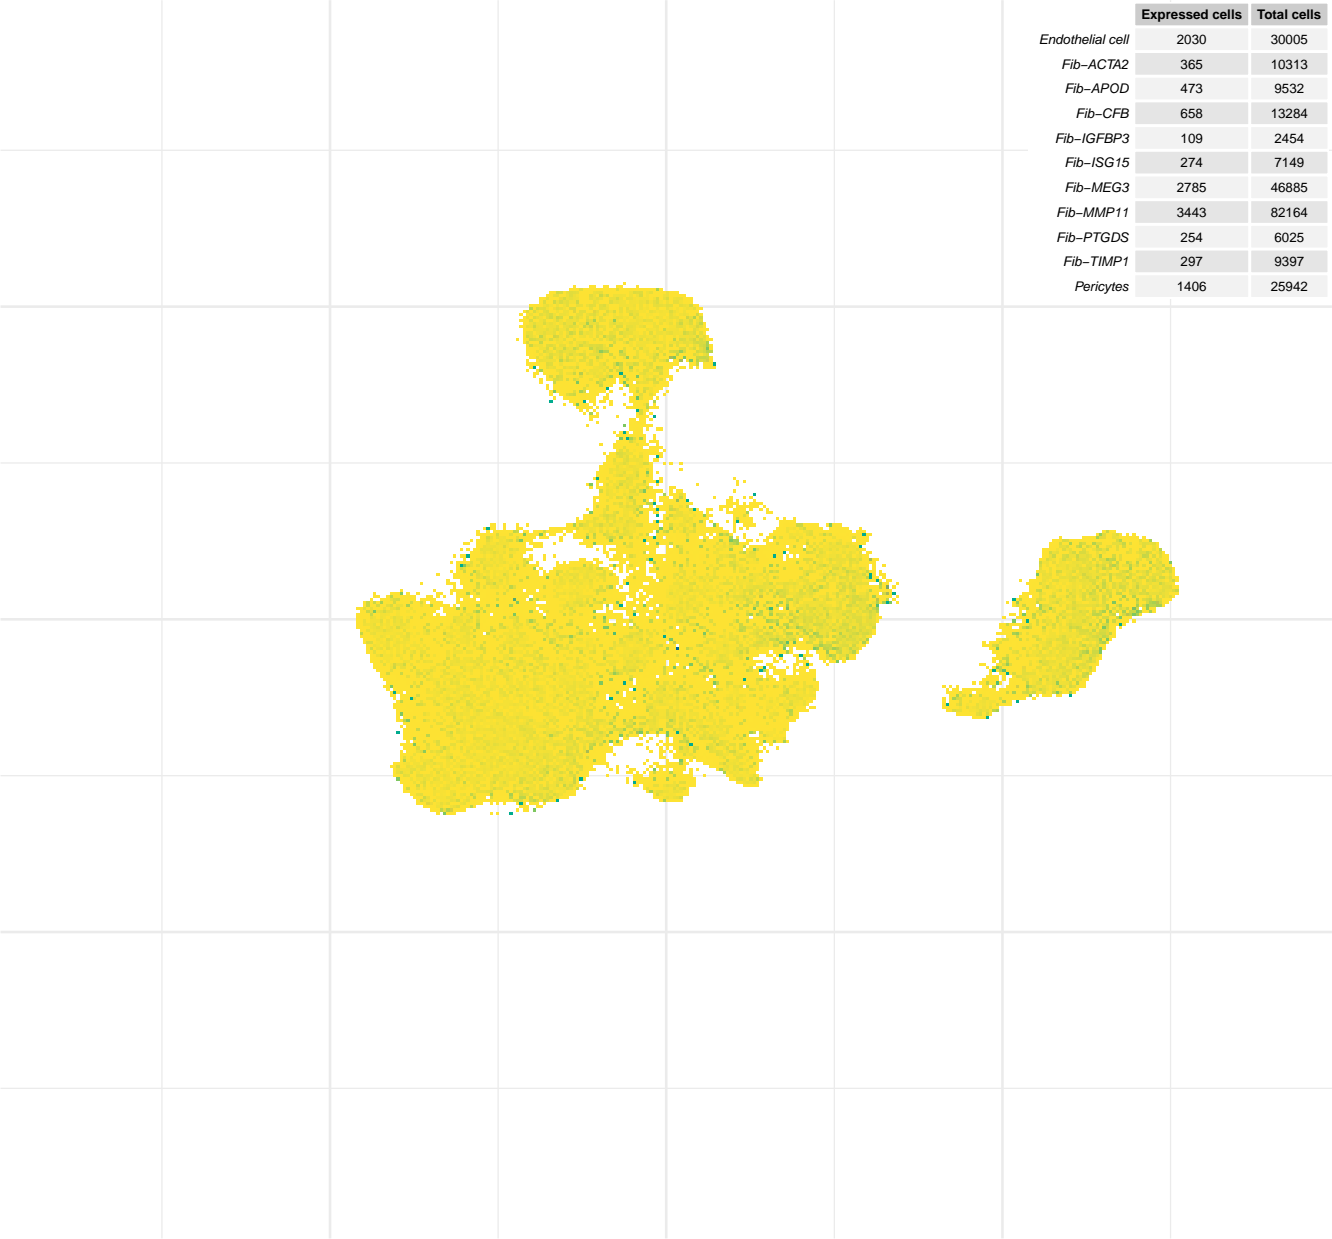 Expressed cells Total cells
Endothelial cell 2030 30005
Fib−ACTA2 365 10313
Fib−APOD 473 9532
Fib−CFB 658 13284
Fib−IGFBP3 109 2454
Fib−ISG15 274 7149
Fib−MEG3 2785 46885
Fib−MMP11 3443 82164
Fib−PTGDS 254 6025
Fib−TIMP1 297 9397
Pericytes 1406 25942